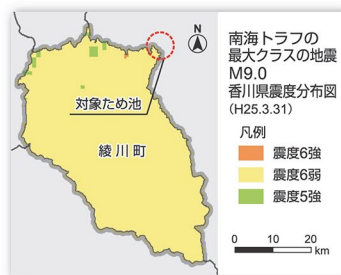 N
南海トラフの
最大クラスの地震
M9.0
香川県震度分布図
(H25.3.31)
凡例
震度6強
震度6弱
震度5強
0 10 20
km
対象ため池
綾川町